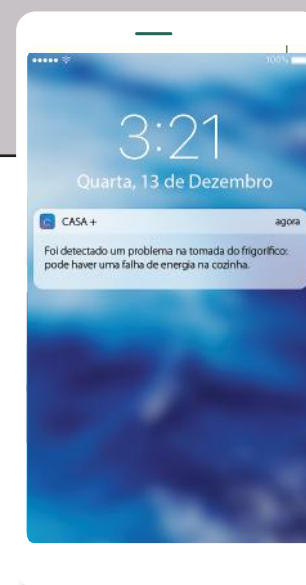 100%
3:21
Quarta, 13 de Dezembro
CASA + agora
Foi detectado um problema na tomada do frigorífico:
pode haver uma falha de energia na cozinha.